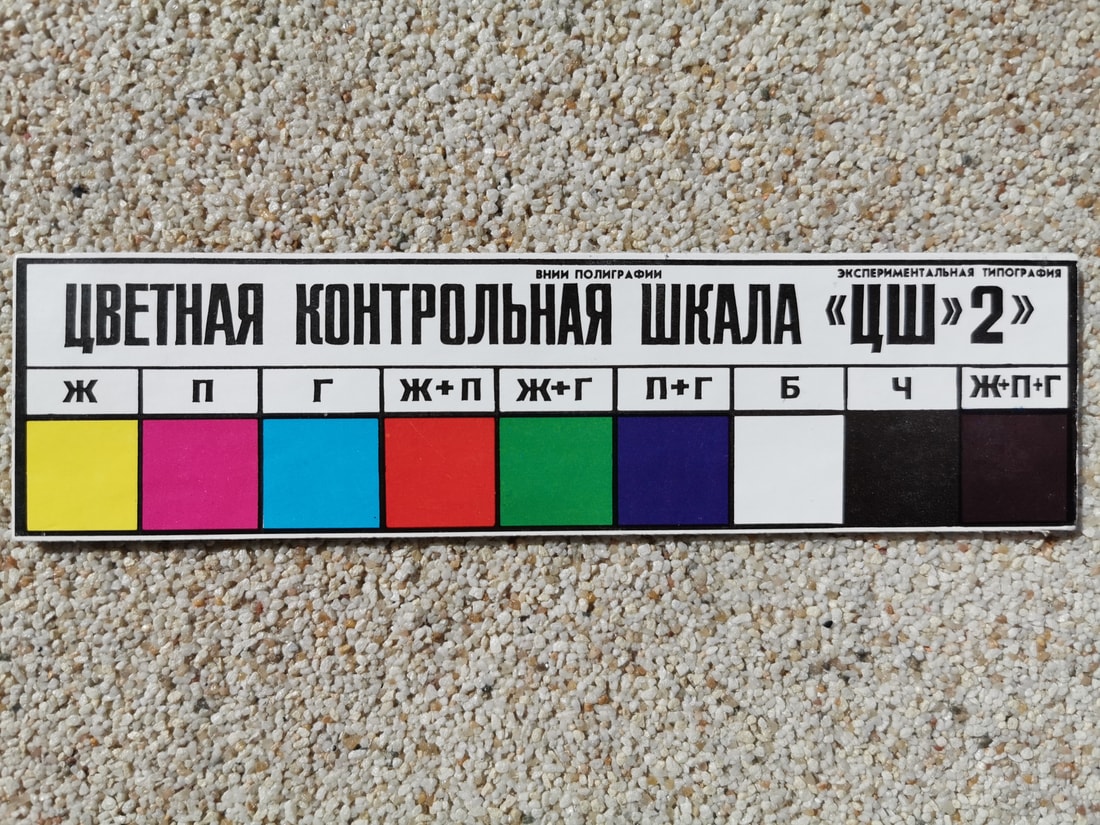 ВНИИ ПОЛИГРАФИИ ЭКСПЕРИМЕНТАЛЬНАЯ ТИПОГРАФИЯ
ЦВЕТНАЯ КОНТРОЛЬНАЯ ШКАЛА «ЦШ»2»
Ж П Г Ж+П Ж+Г П+Г Б Ч Ж+П+Г